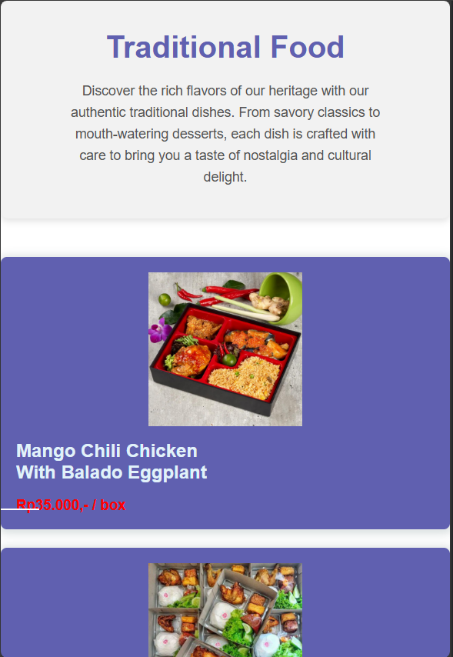 Traditional Food
Discover the rich flavors of our heritage with our
authentic traditional dishes. From savory classics to
mouth-watering desserts, each dish is crafted with
care to bring you a taste of nostalgia and cultural
delight.
Mango Chili Chicken
With Balado Eggplant
Rp35.000,- / box